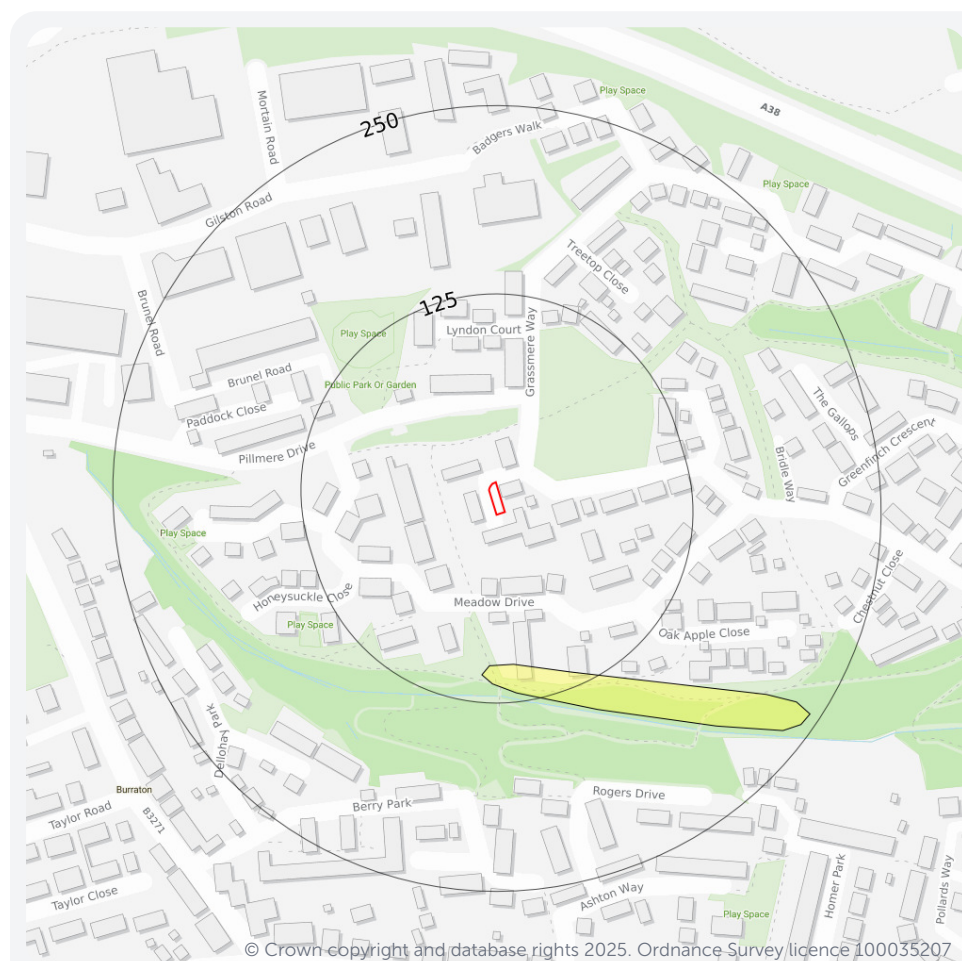 Play Space
A38
250
Badgers Walk
Mortain Road
Play Space
Gilston Road
Treetop Close
125
Brunel Road
Play Space
Lyndon Court
Grassmere Way
Brunel Road
Public Park Or Garden
Paddock Close
The Gallops
Greenfinch Crescent
Pillmere Drive
Bridle Way
Play Space
Chestnut Close
Honeysuckle Close
Meadow Drive
Play Space
Oak Apple Close
Dellohay Park
Burraton
Rogers Drive
Berry Park
Taylor Road
B3271
Taylor Close
Ashton Way
Homer Park
Pollards Way
Play Space
© Crown copyright and database rights 2025. Ordnance Survey licence 100035207